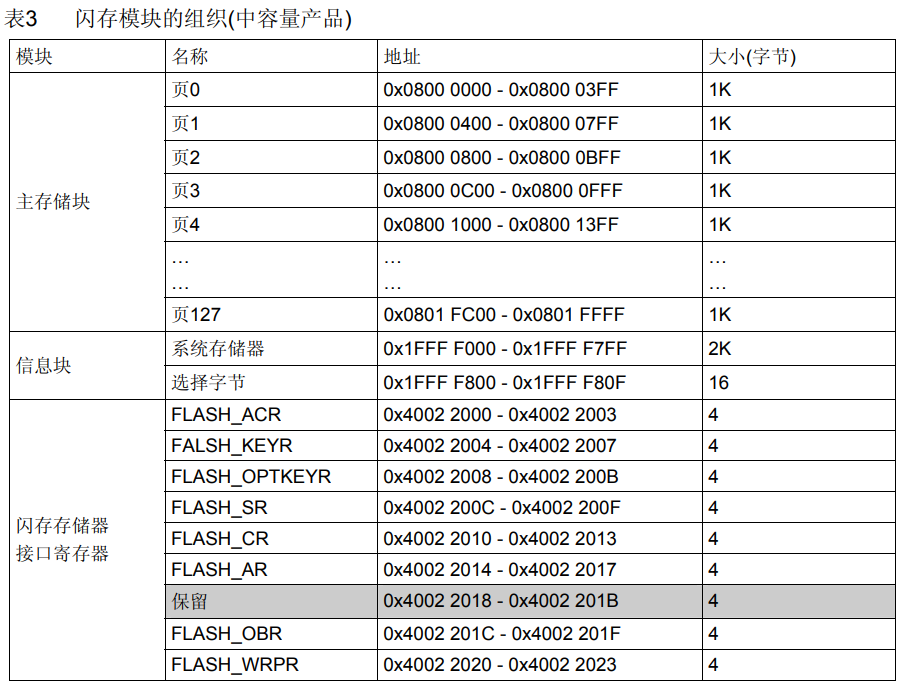 表3 闪存模块的组织(中容量产品)
模块 名称 地址 大小(字节)
主存储块
页0 0x0800 0000 - 0x0800 03FF 1K
页1 0x0800 0400 - 0x0800 07FF 1K
页2 0x0800 0800 - 0x0800 0BFF 1K
页3 0x0800 0C00 - 0x0800 0FFF 1K
页4 0x0800 1000 - 0x0800 13FF 1K
… … …
… … …
页127 0x0801 FC00 - 0x0801 FFFF 1K
信息块
系统存储器 0x1FFF F000 - 0x1FFF F7FF 2K
选择字节 0x1FFF F800 - 0x1FFF F80F 16
闪存存储器
接口寄存器
FLASH_ACR 0x4002 2000 - 0x4002 2003 4
FALSH_KEYR 0x4002 2004 - 0x4002 2007 4
FLASH_OPTKEYR 0x4002 2008 - 0x4002 200B 4
FLASH_SR 0x4002 200C - 0x4002 200F 4
FLASH_CR 0x4002 2010 - 0x4002 2013 4
FLASH_AR 0x4002 2014 - 0x4002 2017 4
保留 0x4002 2018 - 0x4002 201B 4
FLASH_OBR 0x4002 201C - 0x4002 201F 4
FLASH_WRPR 0x4002 2020 - 0x4002 2023 4